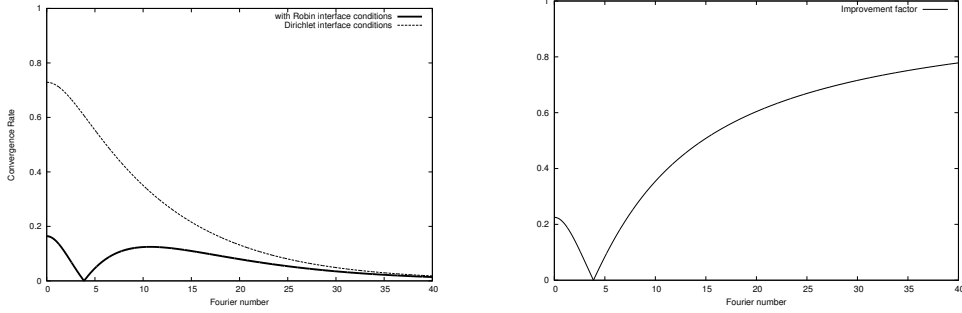 with Robin interface conditions
Dirichlet interface conditions
1
0.8
0.6
0.4
0.2
0
Convergence Rate
0 5 10 15 20 25 30 35 40
Fourier number
Improvement factor
1
0.8
0.6
0.4
0.2
0
0 5 10 15 20 25 30 35 40
Fourier number